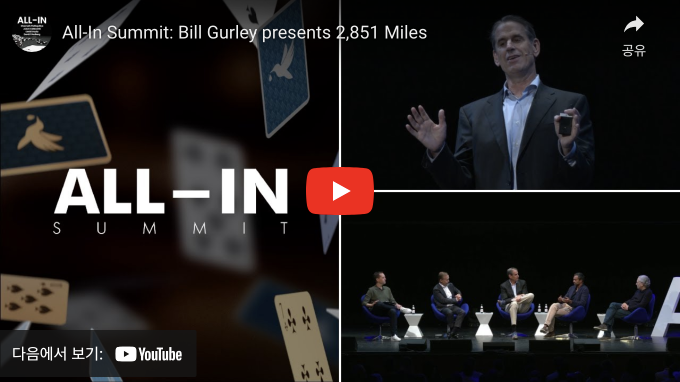 ALL-IN
All-In Summit: Bill Gurley presents 2,851 Miles
공유
ALL-IN
SUMMIT
A
다음에서 보기: YouTube